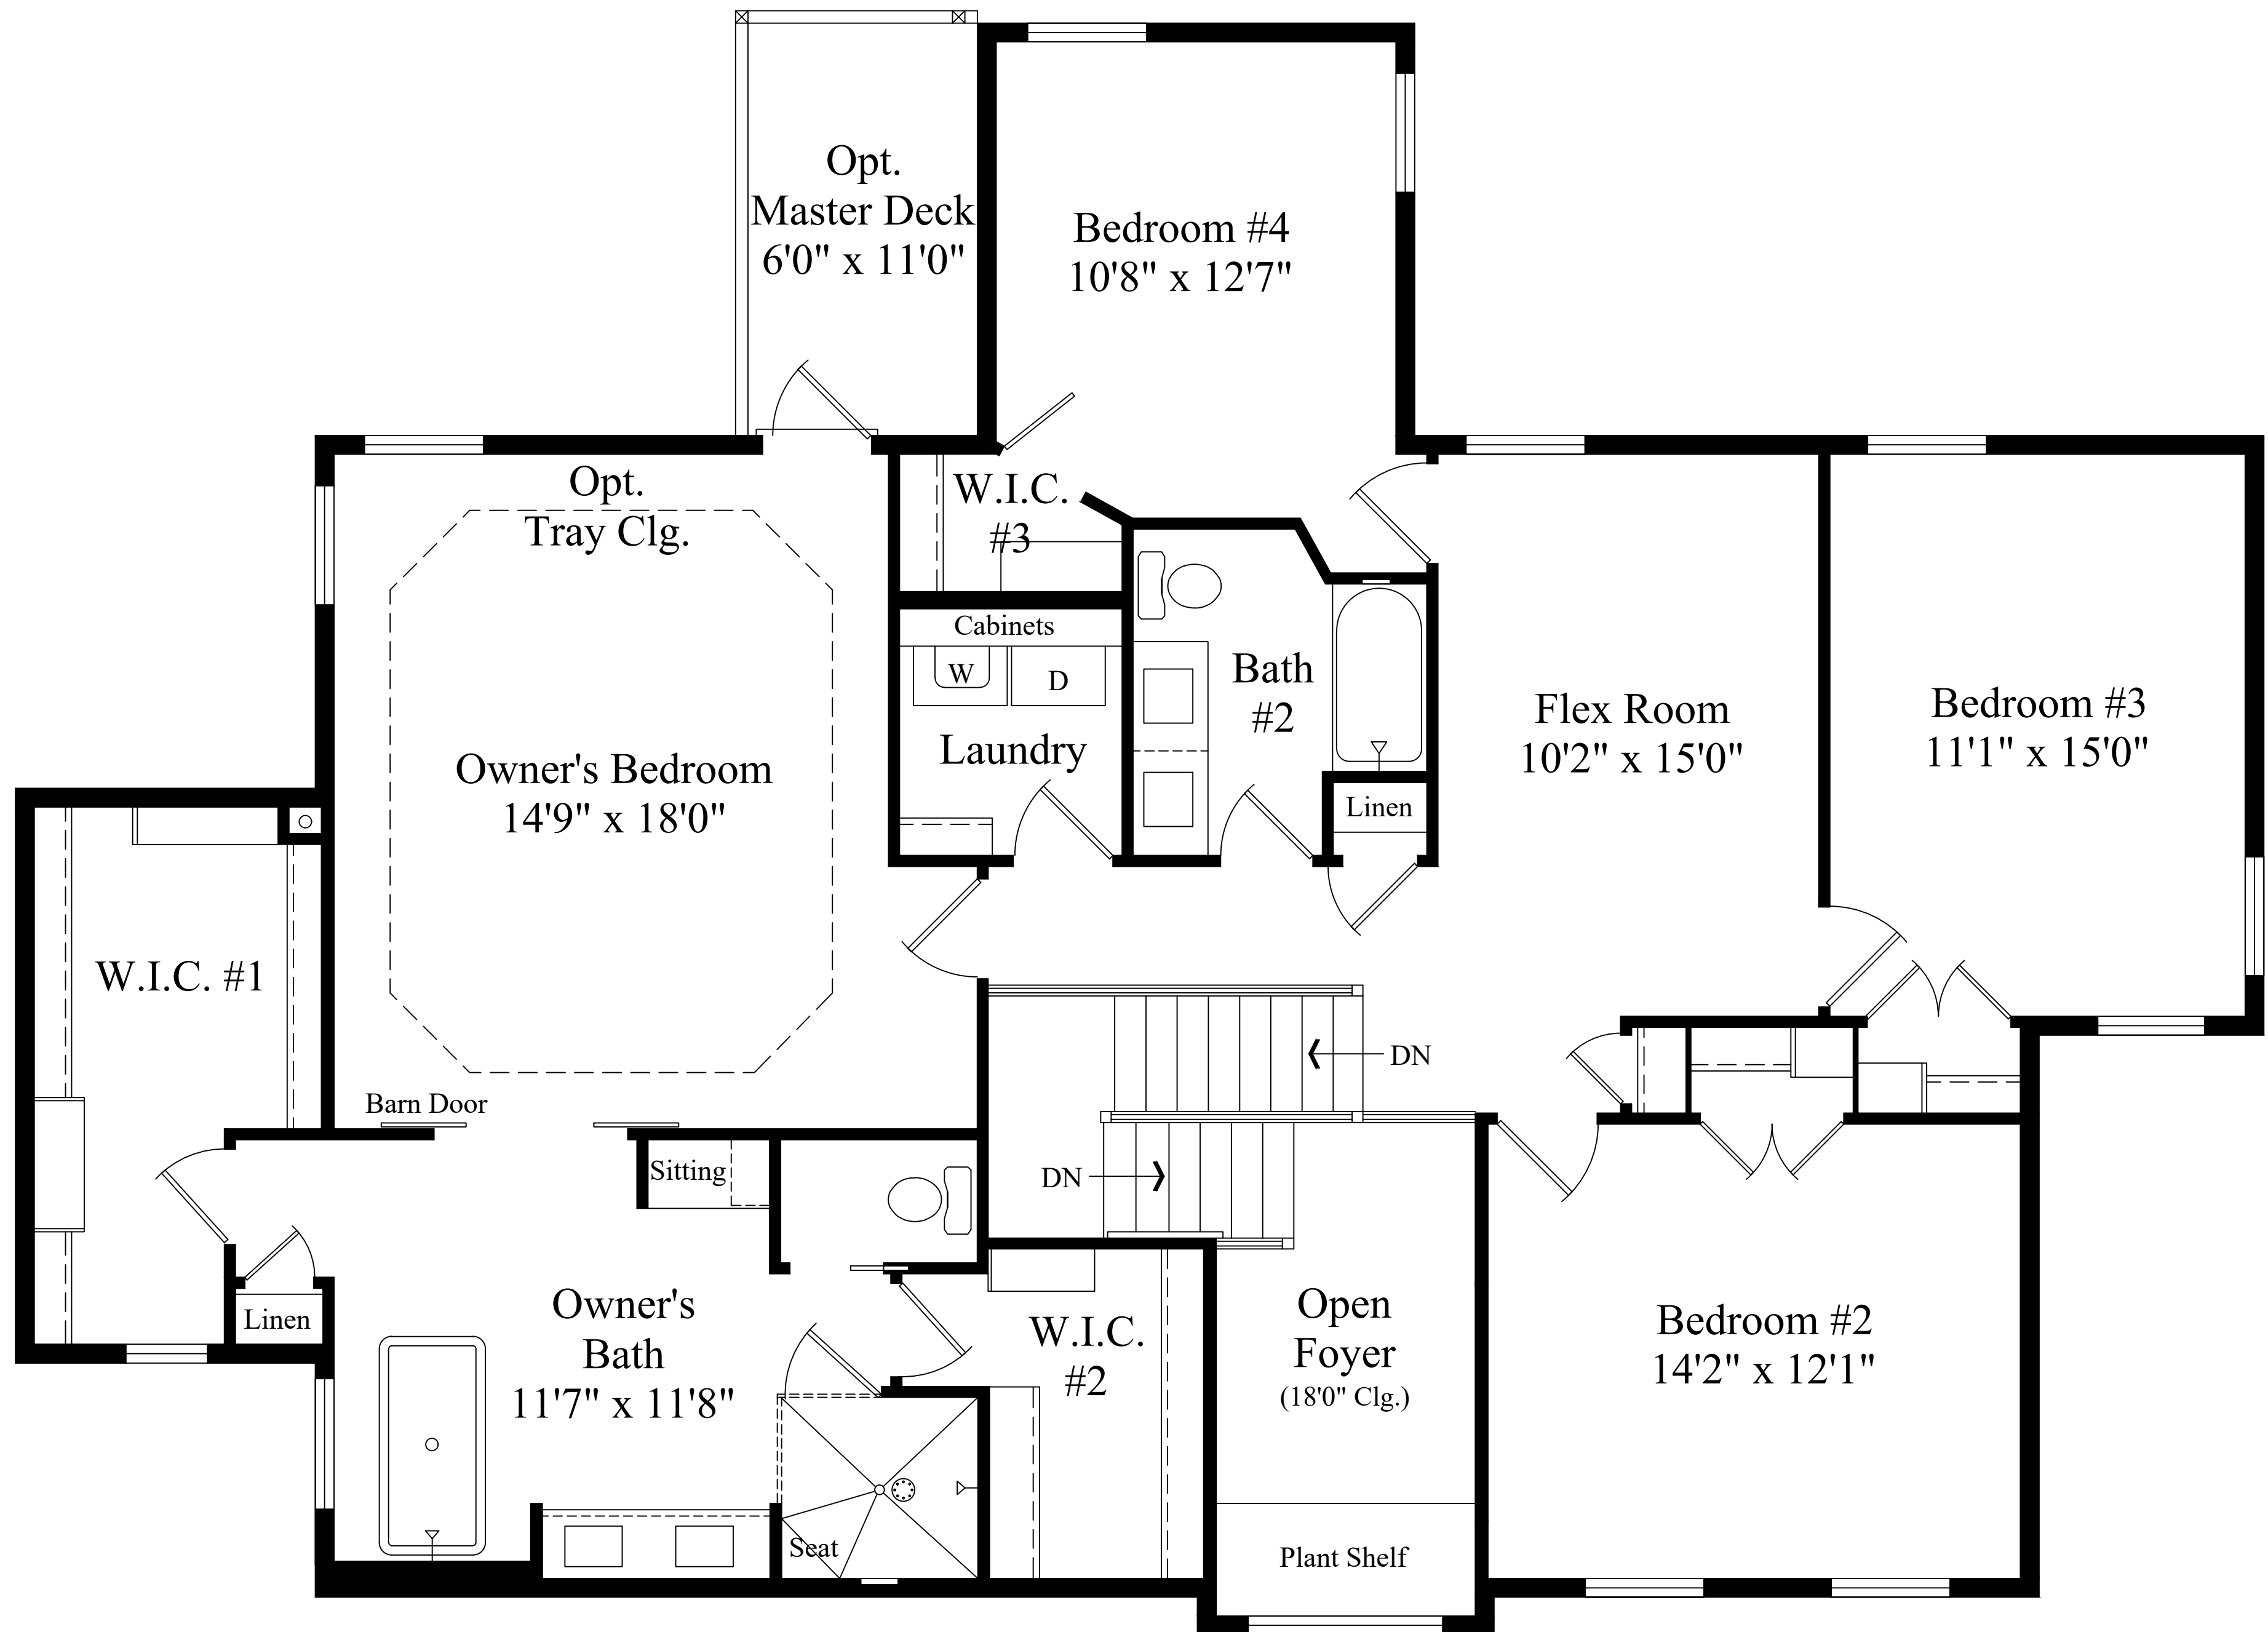 Opt.
Master Deck
6'0" x 11'0"
Bedroom #4
10'8" x 12'7"
Opt.
Tray Clg.
W.I.C.
#3
Cabinets
W
D
Laundry
Bath
#2
Linen
Flex Room
10'2" x 15'0"
Bedroom #3
11'1" x 15'0"
Owner's Bedroom
14'9" x 18'0"
W.I.C. #1
Barn Door
DN
DN
Sitting
Linen
Owner's
Bath
11'7" x 11'8"
W.I.C.
#2
Open
Foyer
(18'0" Clg.)
Bedroom #2
14'2" x 12'1"
Seat
Plant Shelf